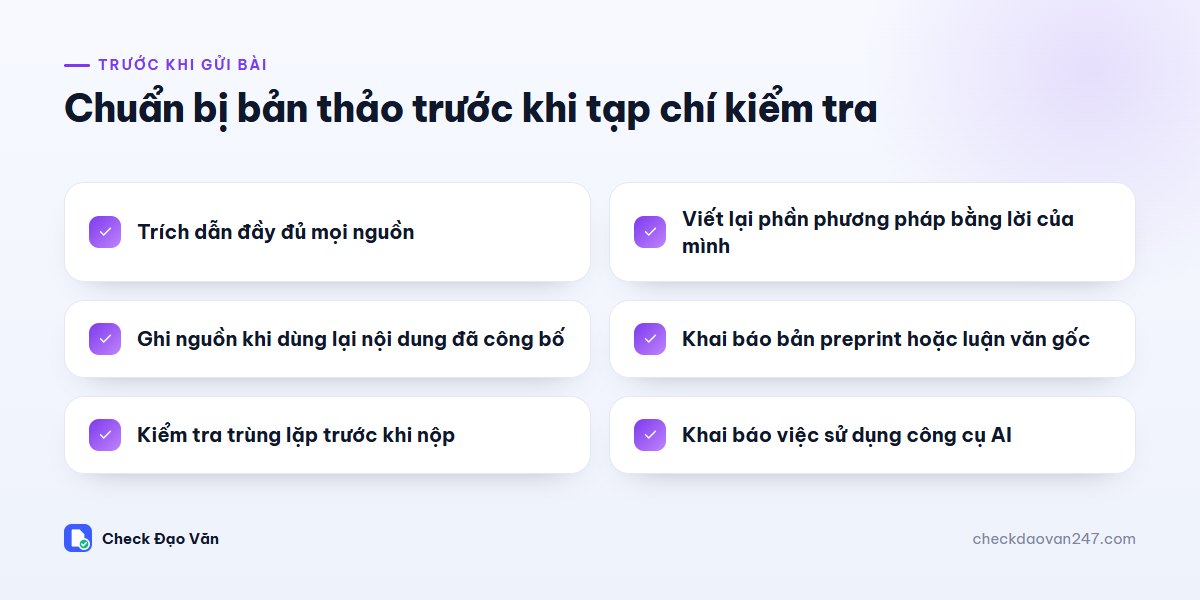 TRƯỚC KHI GỬI BÀI
Chuẩn bị bản thảo trước khi tạp chí kiểm tra
Trích dẫn đầy đủ mọi nguồn
Viết lại phần phương pháp bằng lời của
mình
Ghi nguồn khi dùng lại nội dung đã công bố
Khai báo bản preprint hoặc luận văn gốc
Kiểm tra trùng lặp trước khi nộp
Khai báo việc sử dụng công cụ AI
Check Đạo Văn
checkdaovan247.com